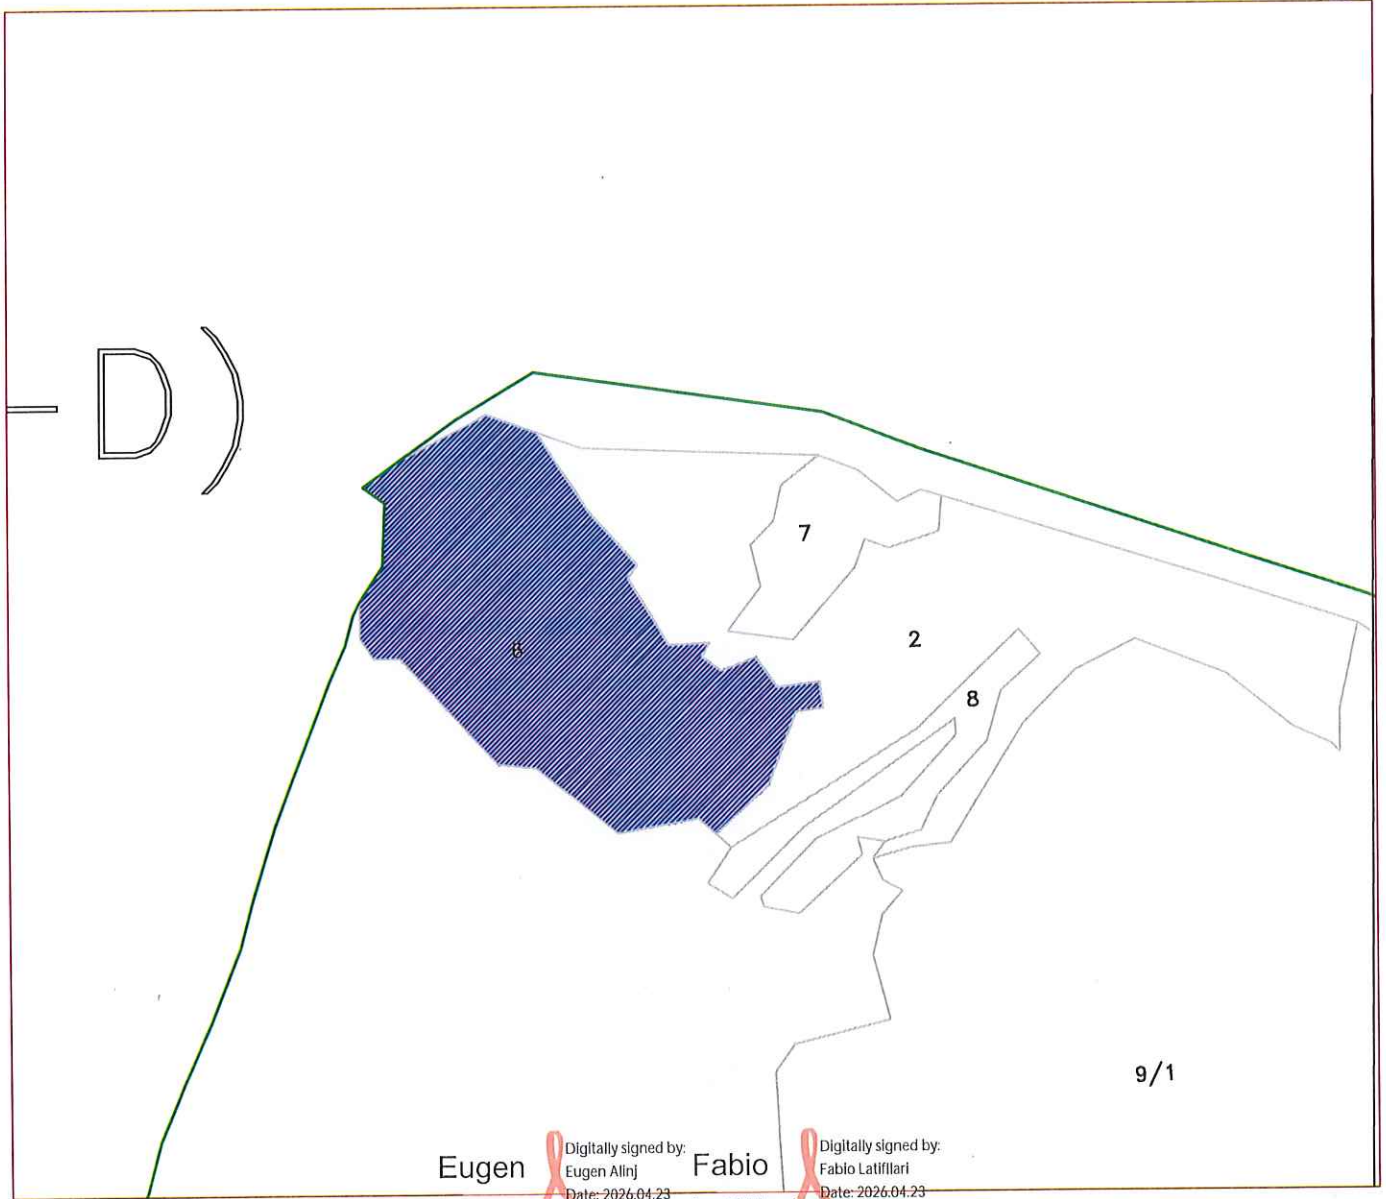 D)
7
2
8
6
9/1
Eugen
Digitally signed by:
Eugen Alinj
Date: 2026.04.23
Fabio
Digitally signed by:
Fabio Latifllari
Date: 2026.04.23